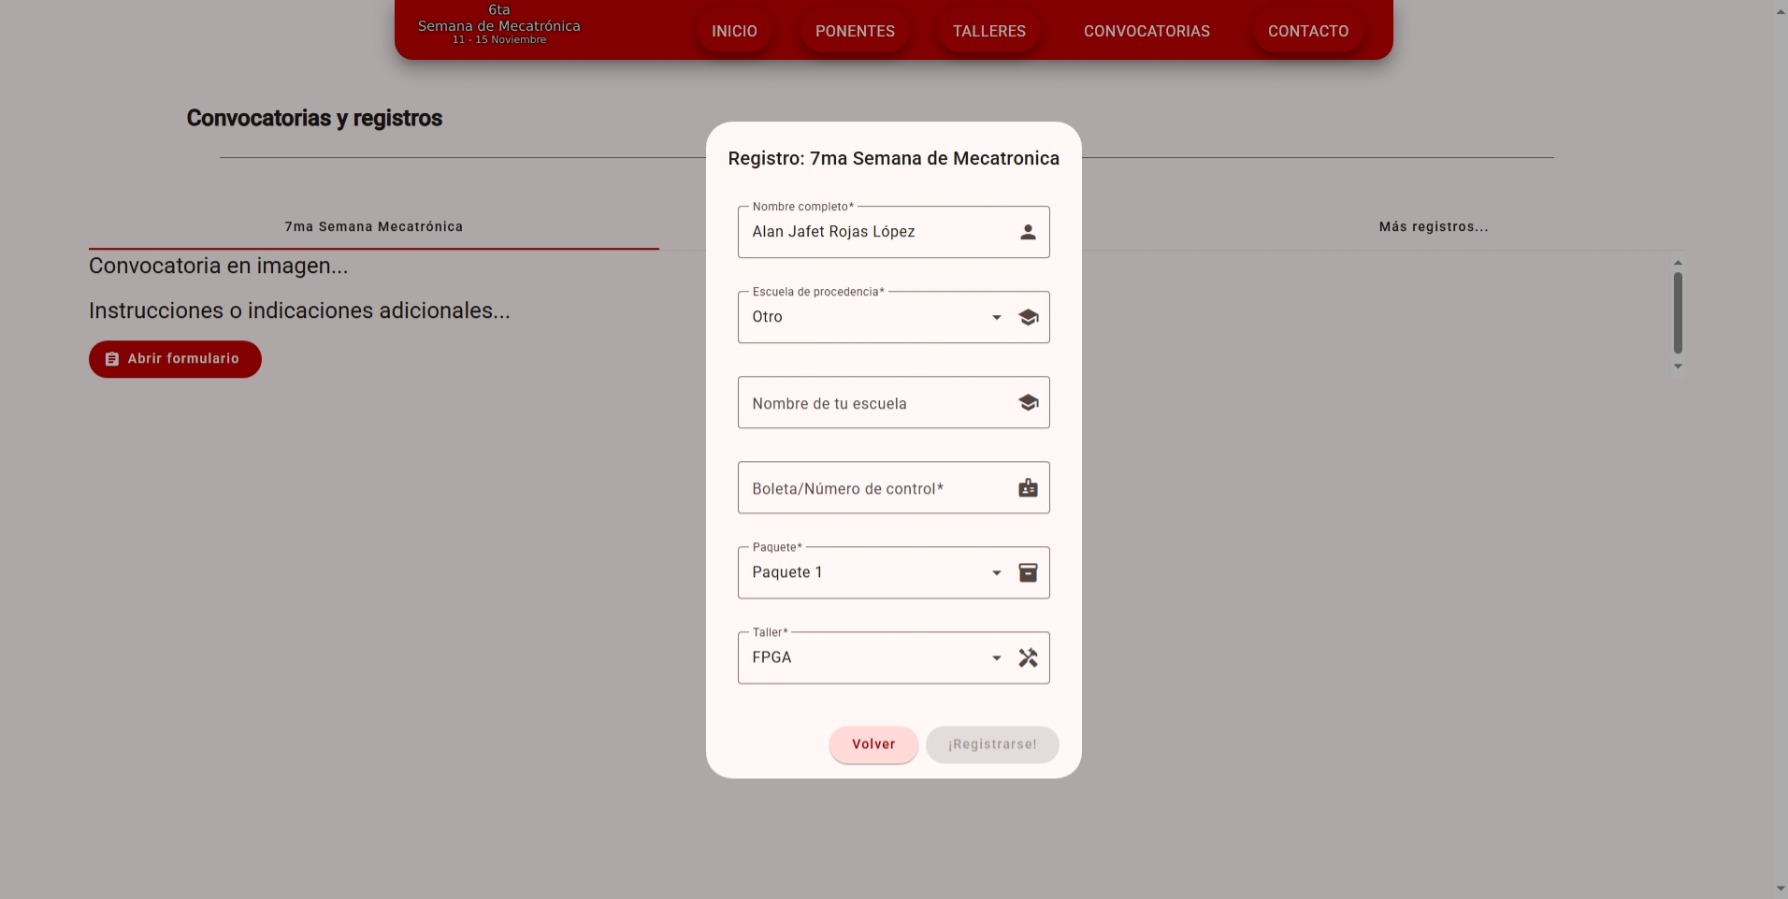 6ta
Semana de Mecatrónica
11 - 15 Noviembre
INICIO
PONENTES
TALLERES
CONVOCATORIAS
CONTACTO
Convocatorias y registros
7ma Semana Mecatrónica
Más registros...
Convocatoria en imagen...
Instrucciones o indicaciones adicionales...
Abrir formulario
Registro: 7ma Semana de Mecatronica
Nombre completo*
Alan Jafet Rojas López
Escuela de procedencia*
Otro
Nombre de tu escuela
Boleta/Número de control*
Paquete*
Paquete 1
Taller*
FPGA
Volver
¡Registrarse!